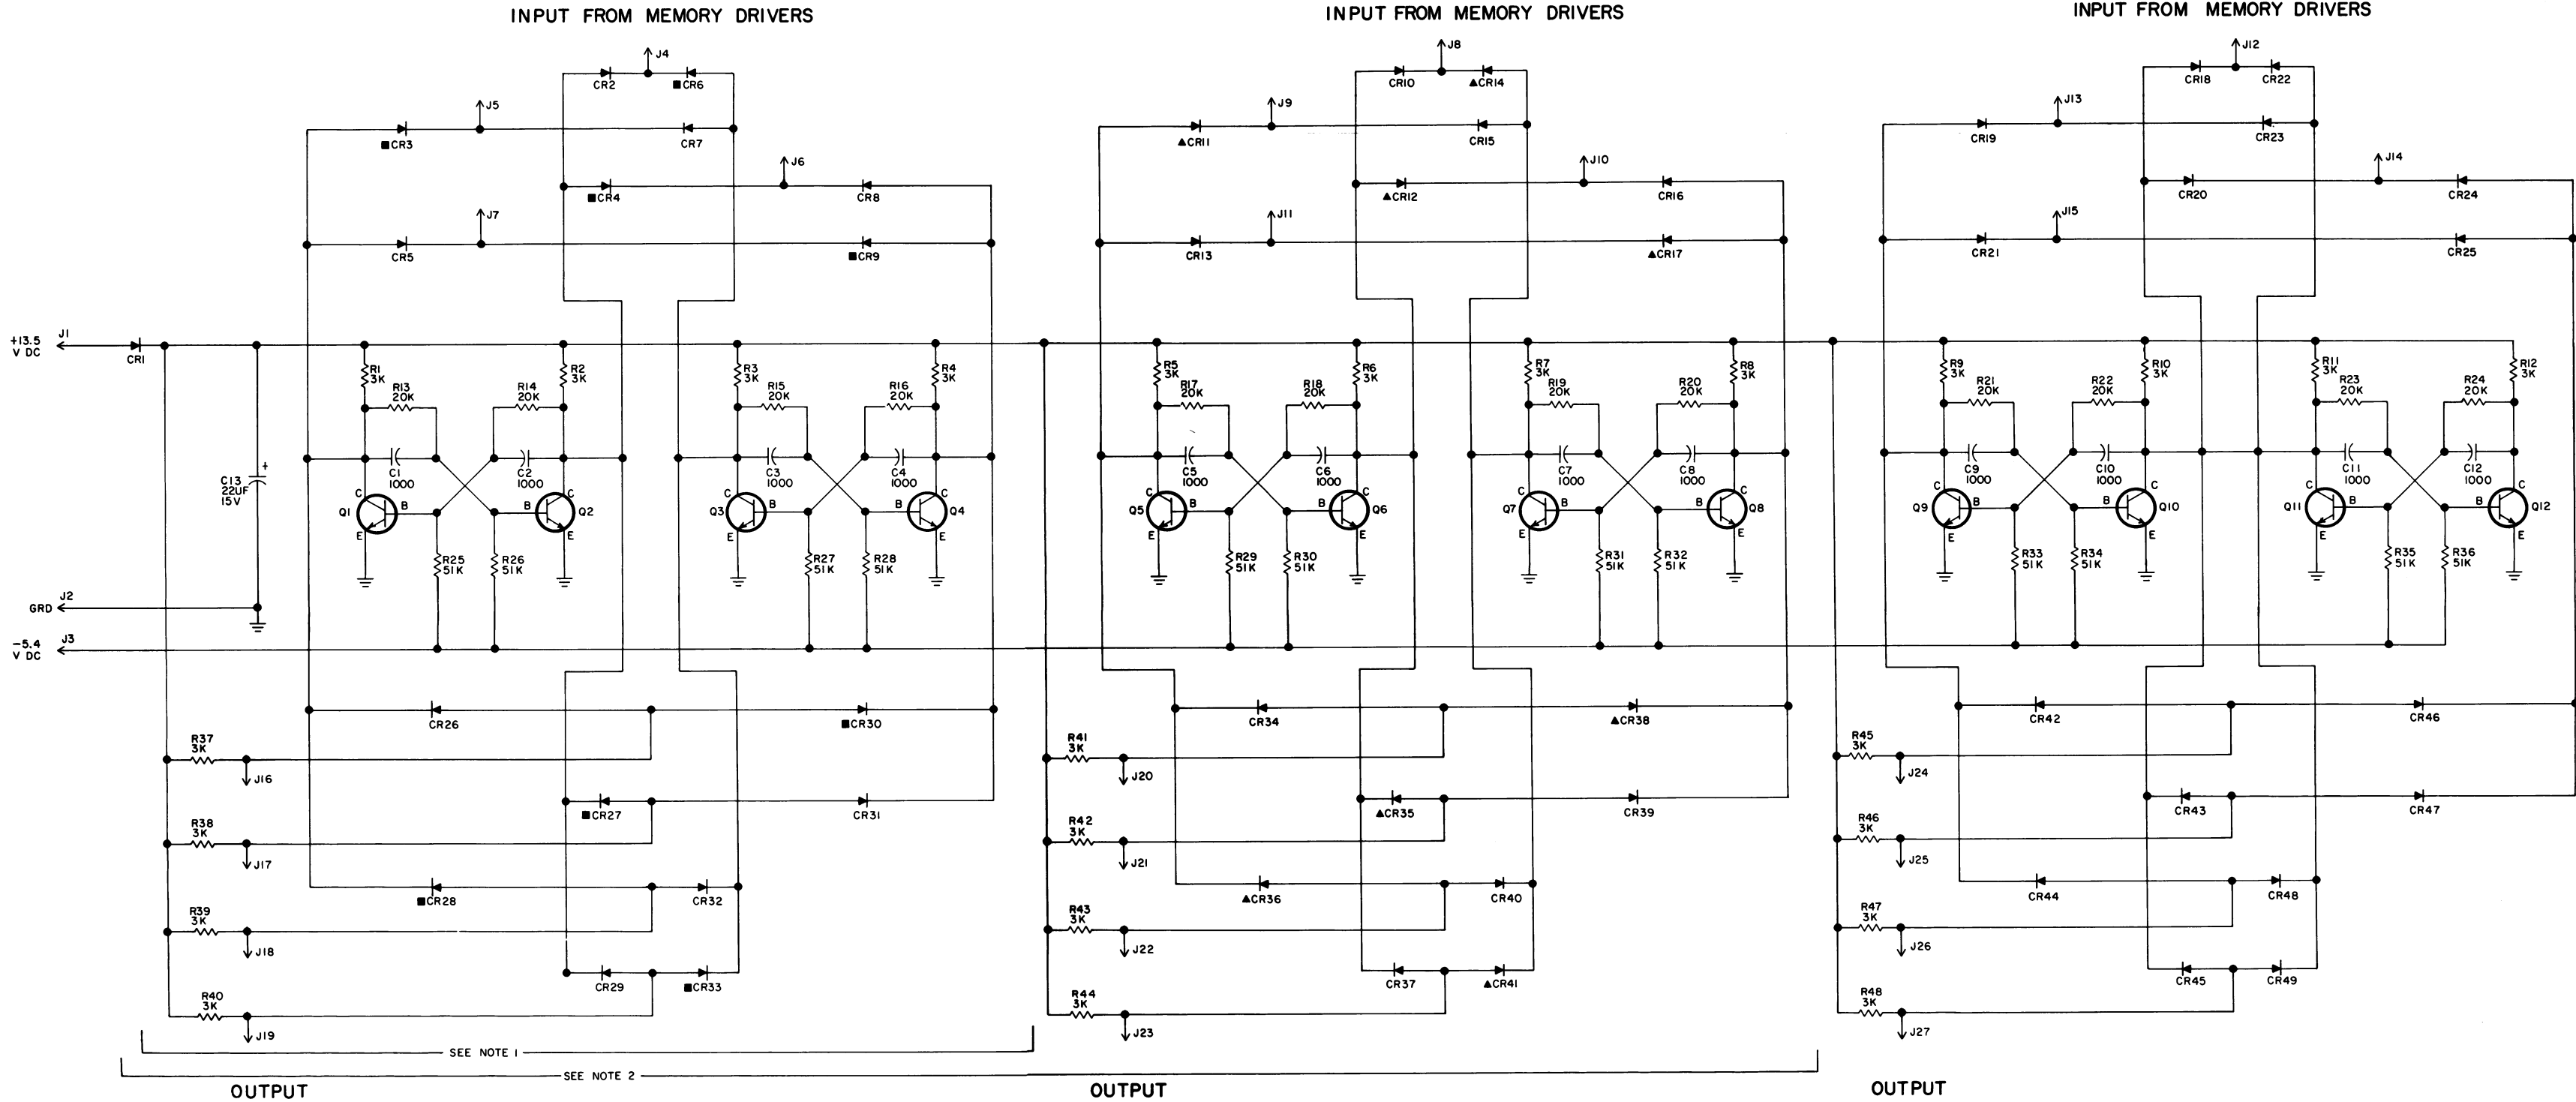 INPUT FROM MEMORY DRIVERS
INPUT FROM MEMORY DRIVERS
INPUT FROM MEMORY DRIVERS
J4
CR2
■CR6
J5
■CR3
CR7
J6
■CR4
CR8
J7
CR5
■CR9
J8
CR10
▲CR14
J9
▲CR11
CR15
J10
▲CR12
CR16
J11
CR13
▲CR17
J12
CR18
CR22
J13
CR19
CR23
J14
CR20
CR24
J15
CR21
CR25
+13.5
V DC
J1
CR1
C13
22UF
15V
+
GRD
J2
-5.4
V DC
J3
R1
3K
R13
20K
R14
20K
R2
3K
C1
1000
C2
1000
Q1
C
B
E
Q2
C
B
E
R25
51K
R26
51K
R3
3K
R15
20K
R16
20K
R4
3K
C3
1000
C4
1000
Q3
C
B
E
Q4
C
B
E
R27
51K
R28
51K
R5
3K
R17
20K
R18
20K
R6
3K
C5
1000
C6
1000
Q5
C
B
E
Q6
C
B
E
R29
51K
R30
51K
R7
3K
R19
20K
R20
20K
R8
3K
C7
1000
C8
1000
Q7
C
B
E
Q8
C
B
E
R31
51K
R32
51K
R9
3K
R21
20K
R22
20K
R10
3K
C9
1000
C10
1000
Q9
C
B
E
Q10
C
B
E
R33
51K
R34
51K
R11
3K
R23
20K
R24
20K
R12
3K
C11
1000
C12
1000
Q11
C
B
E
Q12
C
B
E
R35
51K
R36
51K
CR26
■CR30
R37
3K
J16
■CR27
CR31
R38
3K
J17
■CR28
CR32
R39
3K
J18
CR29
■CR33
R40
3K
J19
CR34
▲CR38
R41
3K
J20
▲CR35
CR39
R42
3K
J21
▲CR36
CR40
R43
3K
J22
CR37
▲CR41
R44
3K
J23
CR42
CR46
R45
3K
J24
CR43
CR47
R46
3K
J25
CR44
CR48
R47
3K
J26
CR45
CR49
R48
3K
J27
SEE NOTE 1
SEE NOTE 2
OUTPUT
OUTPUT
OUTPUT